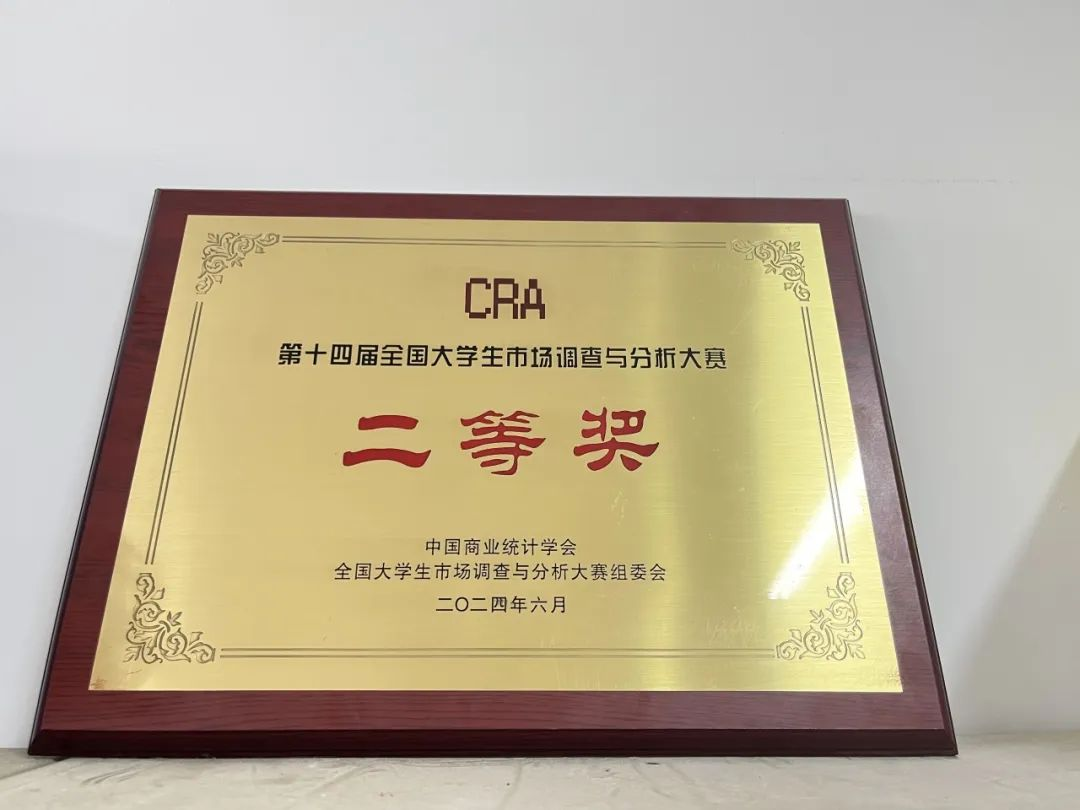 CRA
第十四届全国大学生市场调查与分析大赛
二等奖
中国商业统计学会
全国大学生市场调查与分析大赛组委会
二〇二四年六月